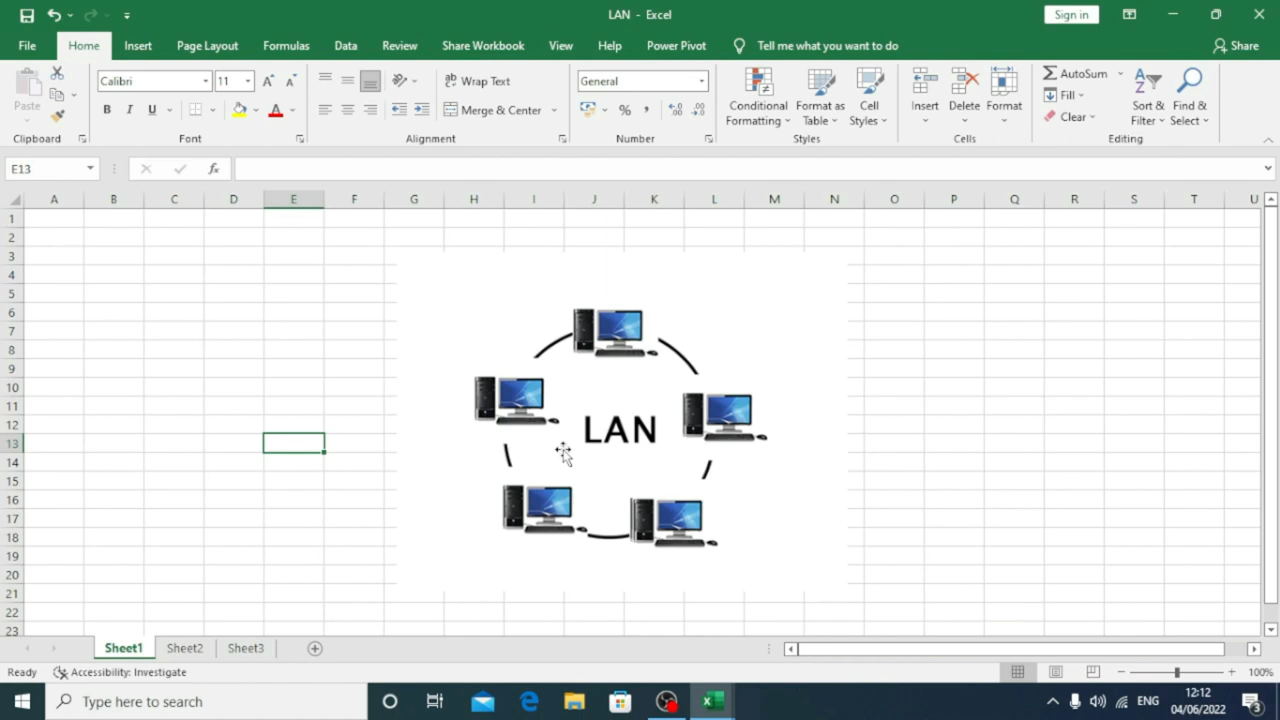 LAN - Excel
Sign in
File Home Insert Page Layout Formulas Data Review Share Workbook View Help Power Pivot Tell me what you want to do Share
Paste
Calibri 11
A A
Wrap Text
General
Conditional Formatting
Format as Table
Cell Styles
Insert Delete Format
AutoSum
Fill
Clear
Sort & Filter
Find & Select
B I U A
Merge & Center
%
Clipboard Font Alignment Number Styles Cells Editing
E13 fx
A B C D E F G H I J K L M N O P Q R S T U
1
2
3
4
5
6
7
8
9
10
11
12
13
14
15
16
17
18
19
20
21
22
23
LAN
Sheet1 Sheet2 Sheet3
Ready Accessibility: Investigate 100%
Type here to search
ENG
12:12
04/06/2022
3